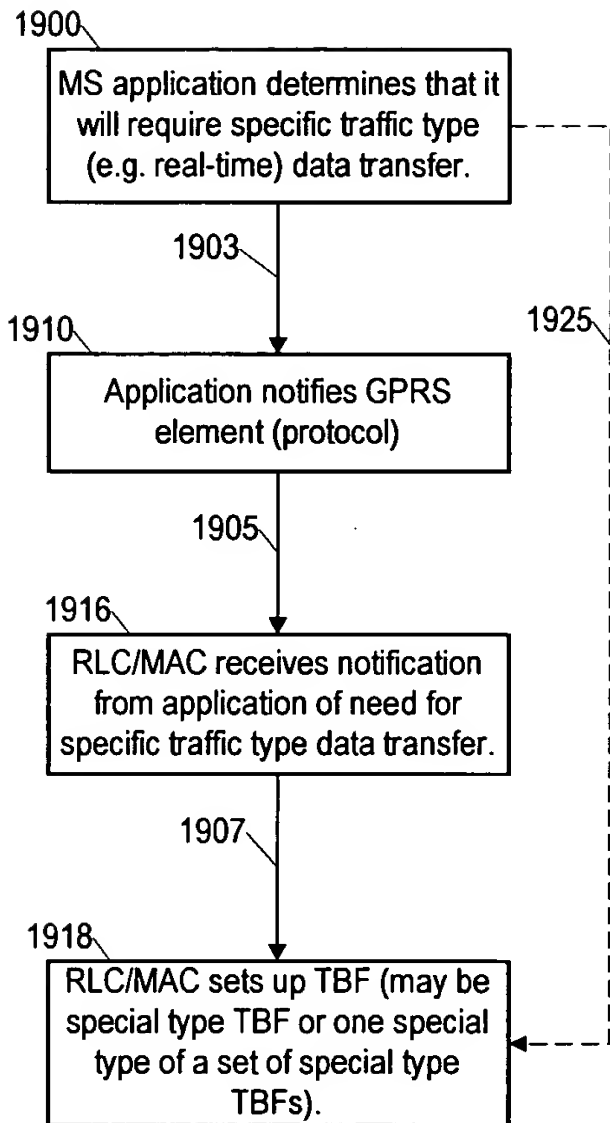 1900
MS application determines that it
will require specific traffic type
(e.g. real-time) data transfer.
1903
1925
1910
Application notifies GPRS
element (protocol)
1905
1916
RLC/MAC receives notification
from application of need for
specific traffic type data transfer.
1907
1918
RLC/MAC sets up TBF (may be
special type TBF or one special
type of a set of special type
TBFs).